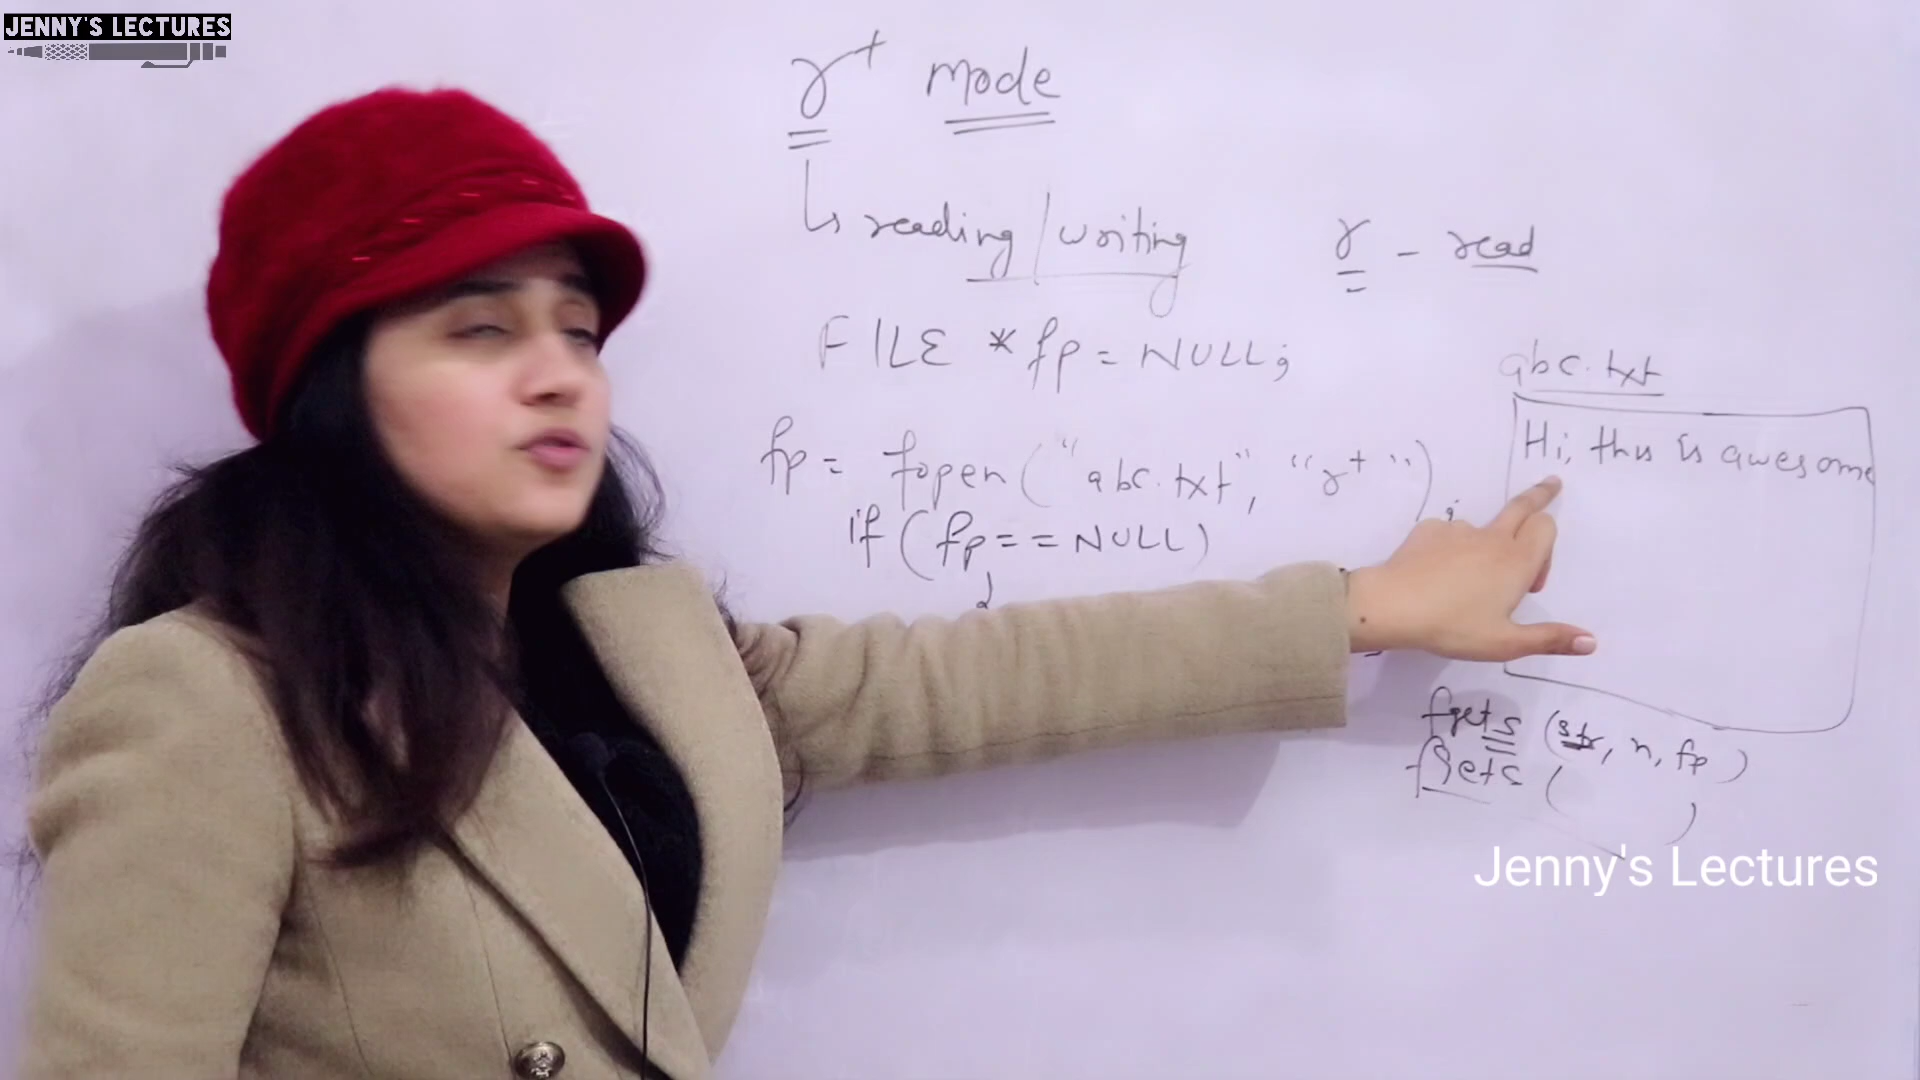 JENNY'S LECTURES
r+ mode
reading/writing
r - read
FILE *fp = NULL;
fp = fopen("abc.txt", "r+");
if (fp == NULL)
abc.txt
Hi, this is awesome
fgets (str, n, fp)
fgets ( )
Jenny's Lectures